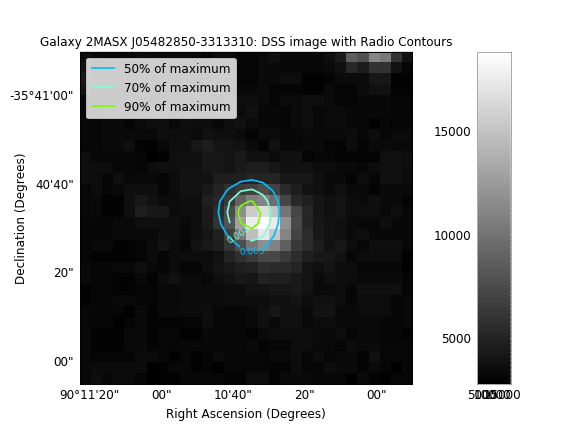 Galaxy 2MASX J05482850-3313310: DSS image with Radio Contours
50% of maximum
70% of maximum
90% of maximum
-35°41'00"
40'40"
20"
00"
Declination (Degrees)
0.005
90°11'20" 00" 10'40" 20" 00"
Right Ascension (Degrees)
15000
10000
5000